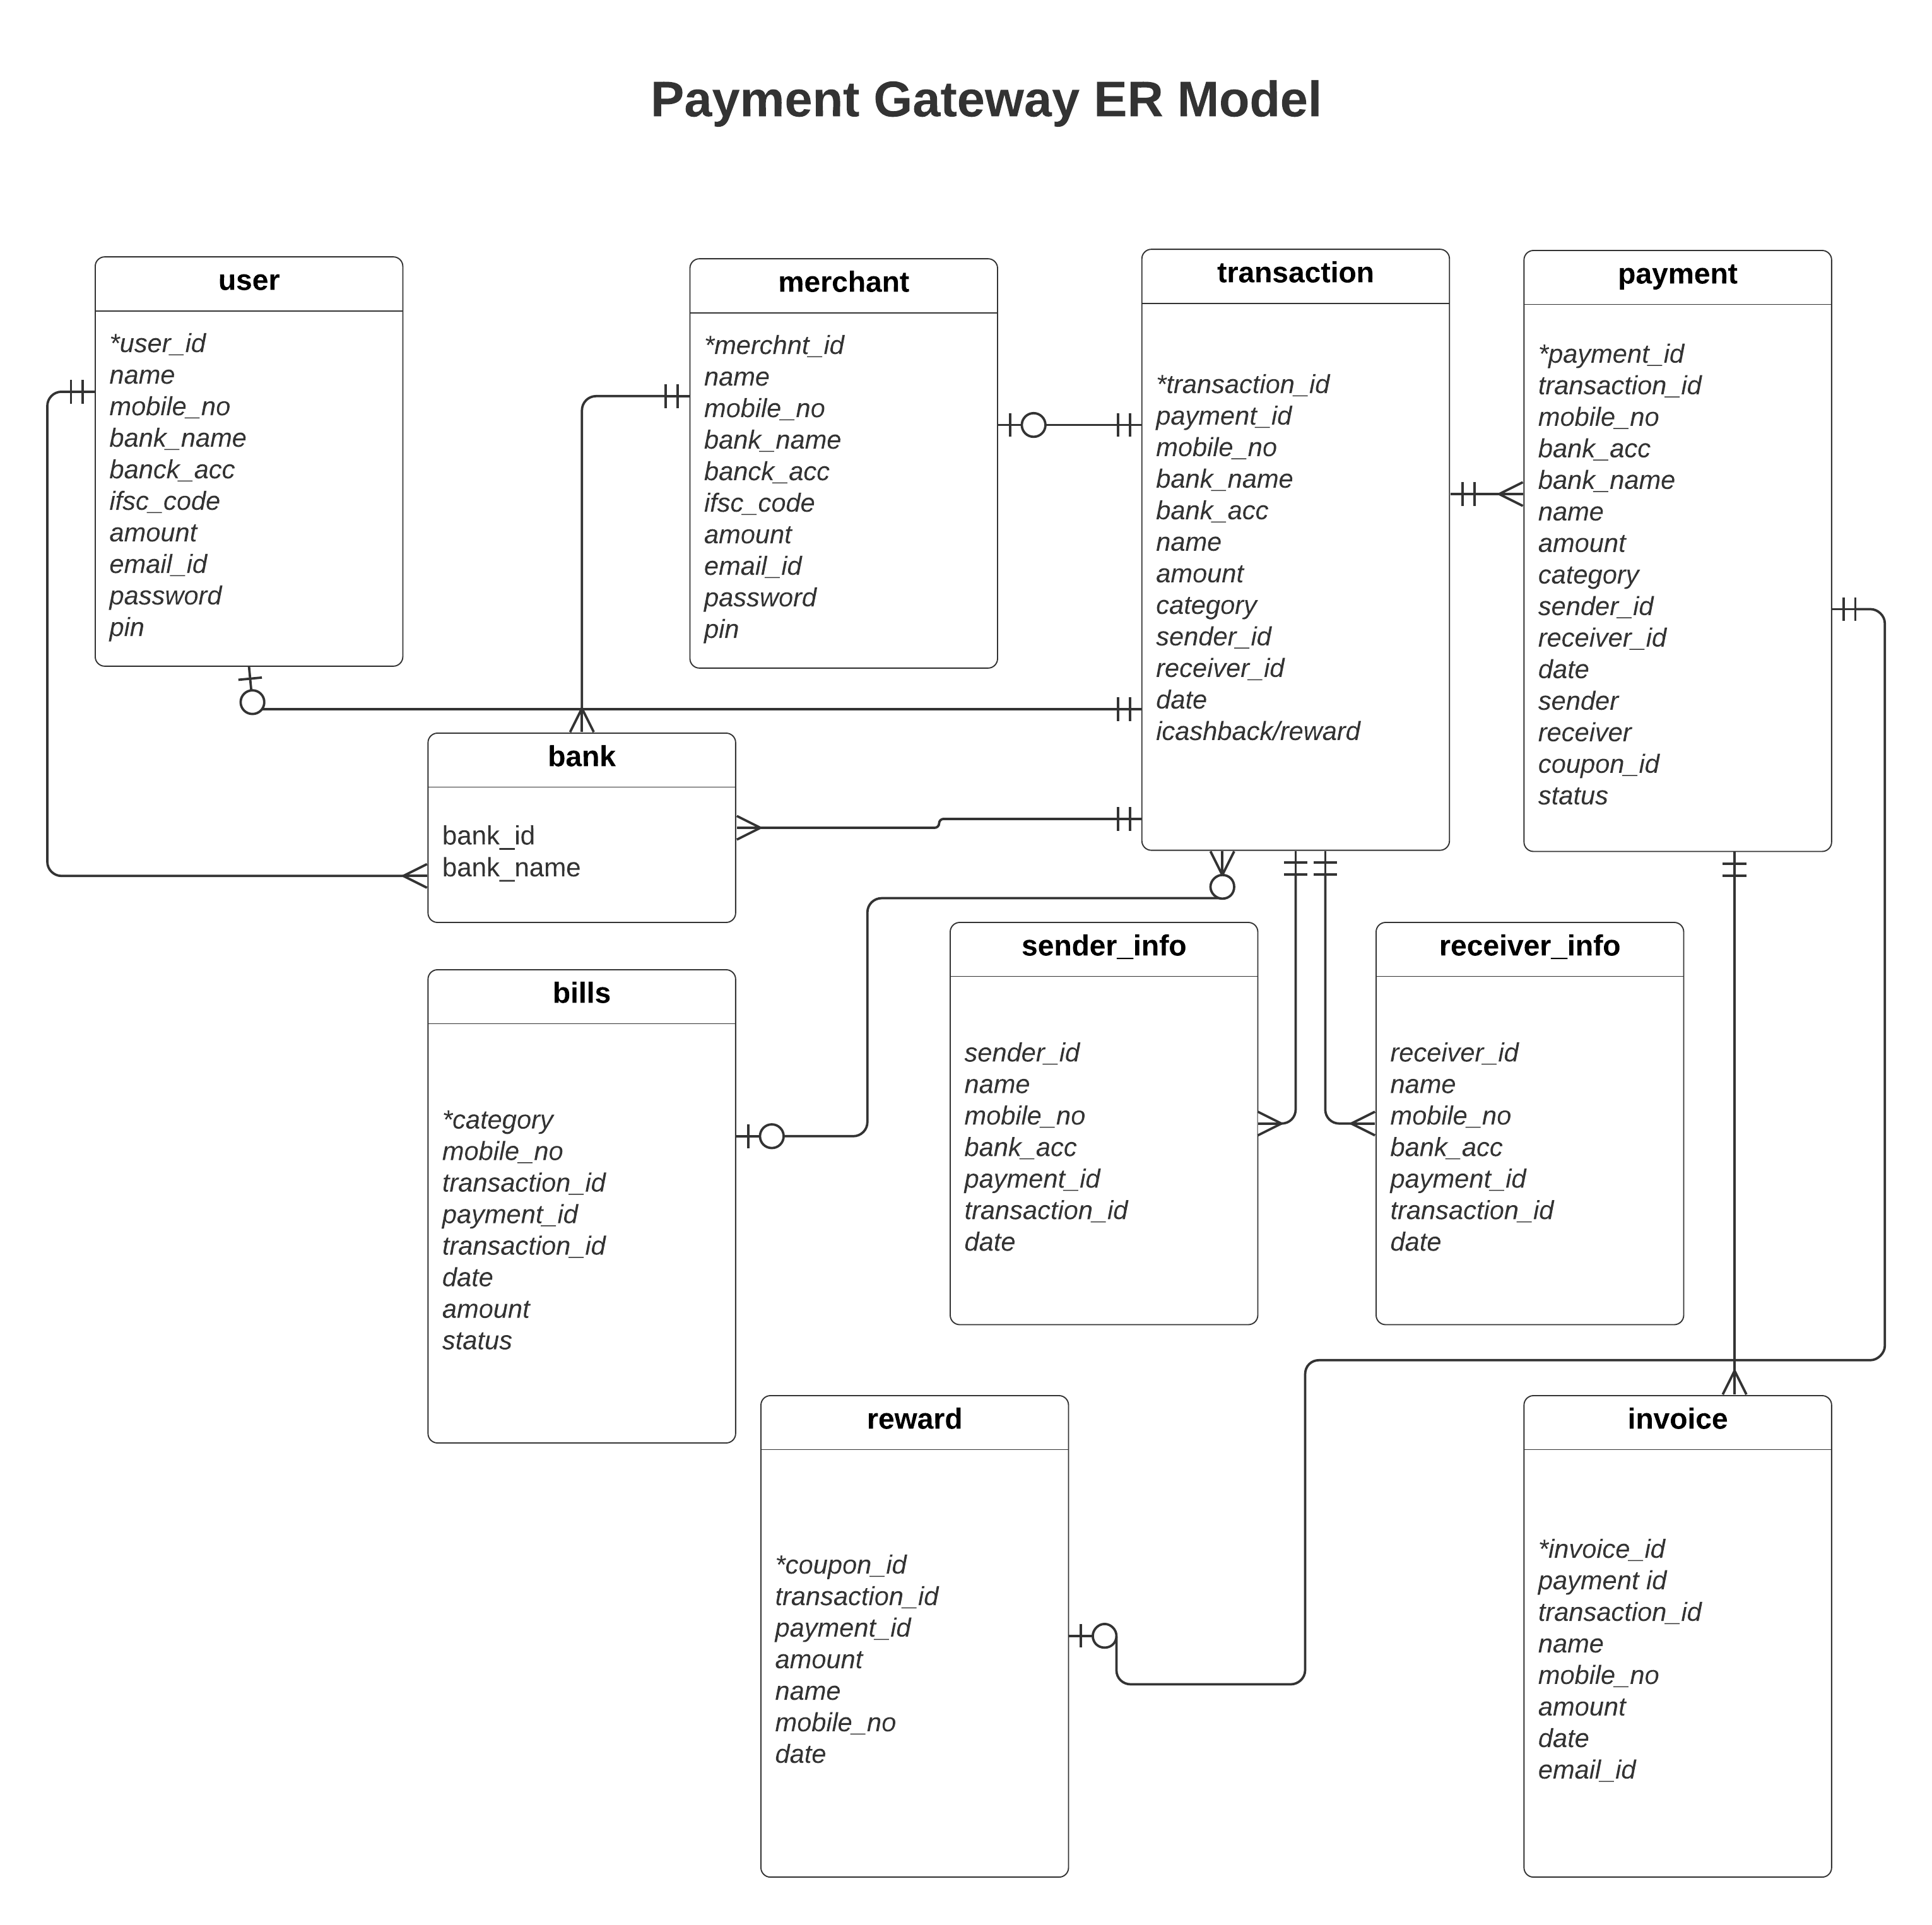 Payment Gateway ER Model
user
*user_id
name
mobile_no
bank_name
banck_acc
ifsc_code
amount
email_id
password
pin
merchant
*merchnt_id
name
mobile_no
bank_name
banck_acc
ifsc_code
amount
email_id
password
pin
transaction
*transaction_id
payment_id
mobile_no
bank_name
bank_acc
name
amount
category
sender_id
receiver_id
date
icashback/reward
payment
*payment_id
transaction_id
mobile_no
bank_acc
bank_name
name
amount
category
sender_id
receiver_id
date
sender
receiver
coupon_id
status
bank
bank_id
bank_name
bills
*category
mobile_no
transaction_id
payment_id
transaction_id
date
amount
status
sender_info
sender_id
name
mobile_no
bank_acc
payment_id
transaction_id
date
receiver_info
receiver_id
name
mobile_no
bank_acc
payment_id
transaction_id
date
reward
*coupon_id
transaction_id
payment_id
amount
name
mobile_no
date
invoice
*invoice_id
payment id
transaction_id
name
mobile_no
amount
date
email_id